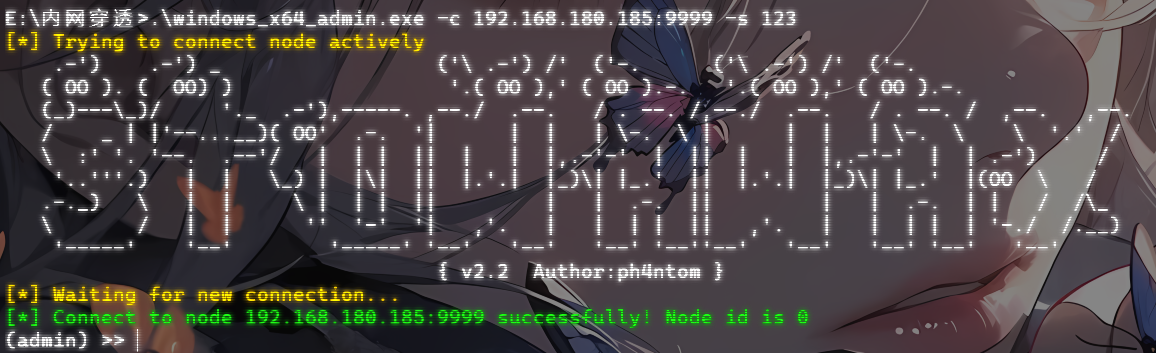 E:\内网穿透>.\windows_x64_admin.exe -c 192.168.180.185:9999 -s 123
[*] Trying to connect node actively
Stowaway
{ v2.2  Author:ph4ntom }
[*] Waiting for new connection...
[*] Connect to node 192.168.180.185:9999 successfully! Node id is 0
(admin) >>